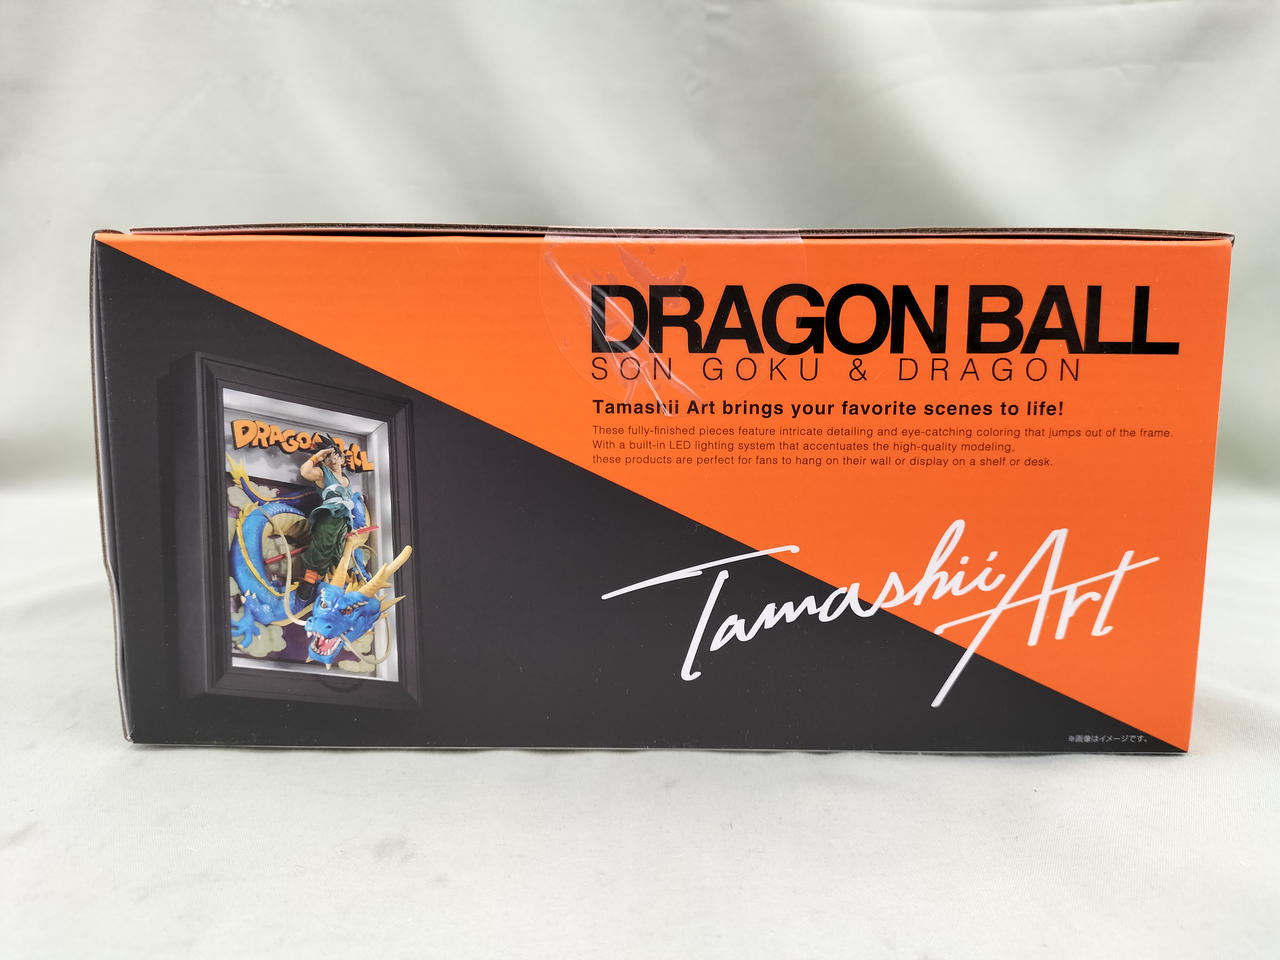 DRAGON BALL
SON GOKU & DRAGON
Tamashii Art brings your favorite scenes to life!
These fully-finished pieces feature intricate detailing and eye-catching coloring that jumps out of the frame.
With a built-in LED lighting system that accentuates the high-quality modeling,
these products are perfect for fans to hang on their wall or display on a shelf or desk.
DRAGON BALL
Tamashii Art
※画像はイメージです。